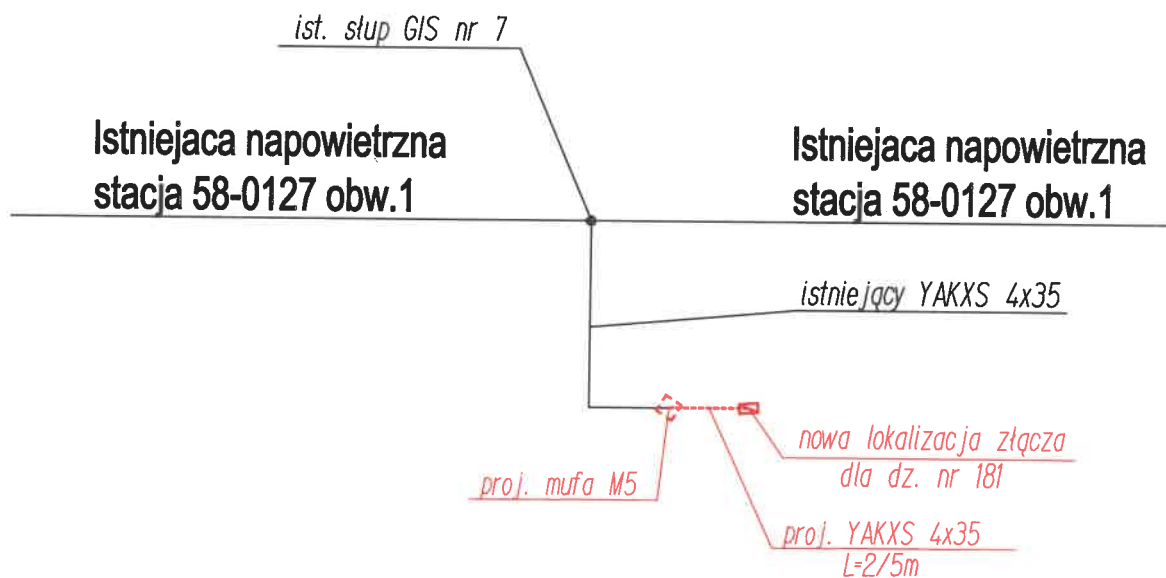 ist. słup GIS nr 7
Istniejaca napowietrzna
stacja 58-0127 obw.1
Istniejaca napowietrzna
stacja 58-0127 obw.1
istniejący YAKXS 4x35
nowa lokalizacja złącza
dla dz. nr 181
proj. mufa M5
proj. YAKXS 4x35
L=2/5m